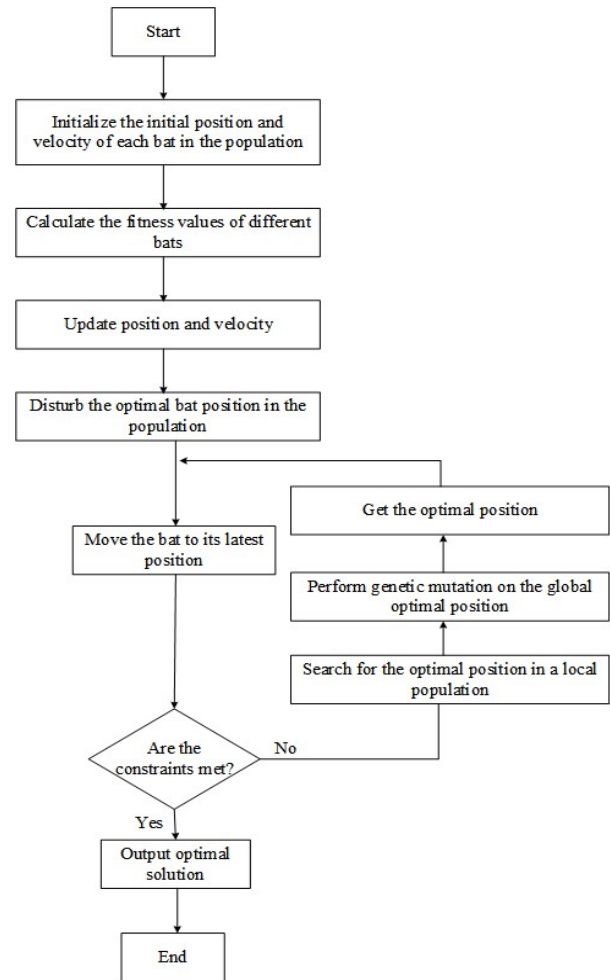 Start
Initialize the initial position and
velocity of each bat in the population
Calculate the fitness values of different
bats
Update position and velocity
Disturb the optimal bat position in the
population
Get the optimal position
Move the bat to its latest
position
Perform genetic mutation on the global
optimal position
Search for the optimal position in a local
population
Are the
constraints met?
No
Yes
Output optimal
solution
End